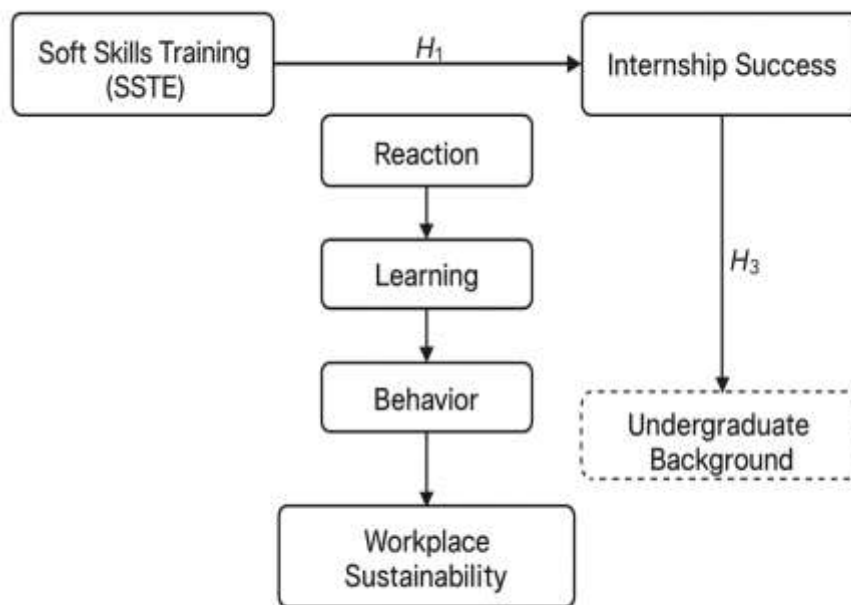 Soft Skills Training
(SSTE)
H1
Internship Success
Reaction
Learning
H3
Behavior
Undergraduate
Background
Workplace
Sustainability